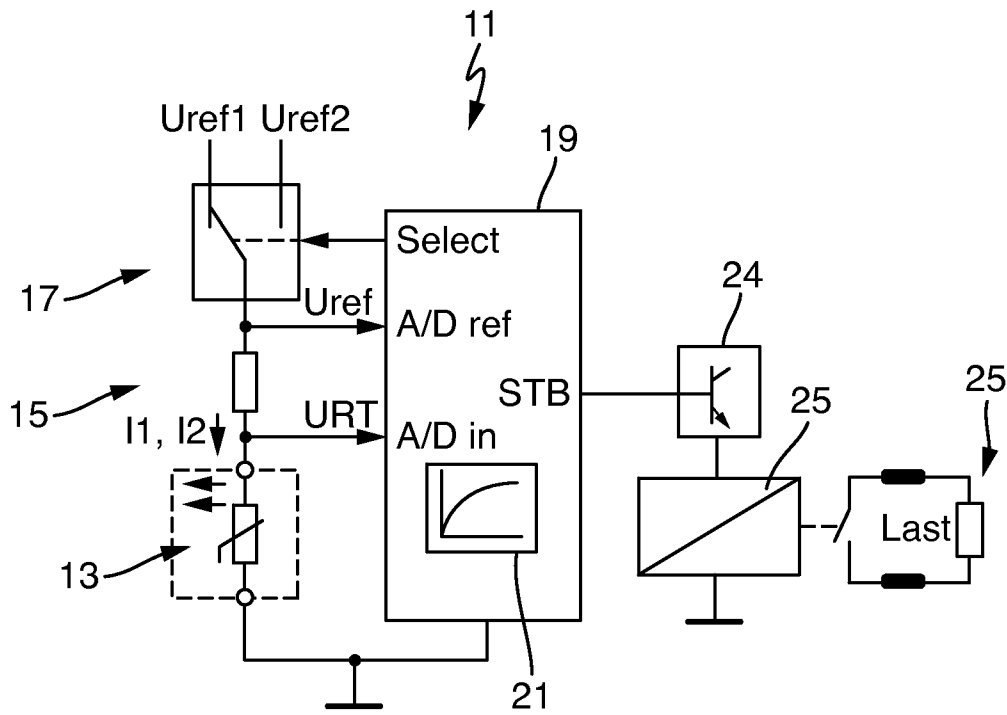 11
Uref1 Uref2
19
Select
17
Uref
A/D ref
24
15
STB
25
25
URT
I1, I2
A/D in
Last
13
21